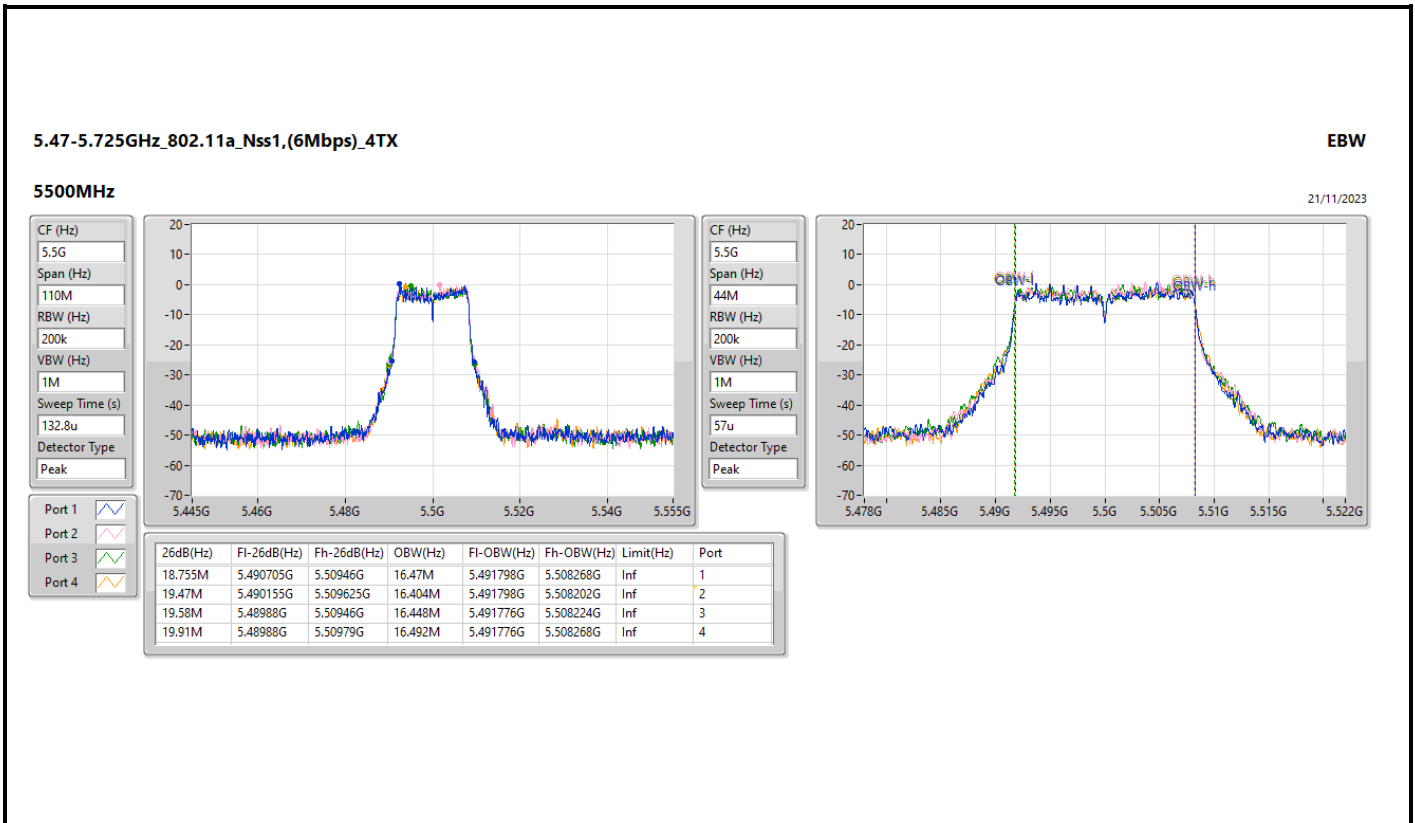 5.47-5.725GHz_802.11a_Nss1,(6Mbps)_4TX
EBW
5500MHz
21/11/2023
CF (Hz)
5.5G
Span (Hz)
110M
RBW (Hz)
200k
VBW (Hz)
1M
Sweep Time (s)
132.8u
Detector Type
Peak
20
10
0
-10
-20
-30
-40
-50
-60
-70
5.445G 5.46G 5.48G 5.5G 5.52G 5.54G 5.555G
CF (Hz)
5.5G
Span (Hz)
44M
RBW (Hz)
200k
VBW (Hz)
1M
Sweep Time (s)
57u
Detector Type
Peak
20
10
0
-10
-20
-30
-40
-50
-60
-70
OBW-l
OBW-h
5.478G 5.485G 5.49G 5.495G 5.5G 5.505G 5.51G 5.515G 5.522G
Port 1
Port 2
Port 3
Port 4
26dB(Hz) Fl-26dB(Hz) Fh-26dB(Hz) OBW(Hz) Fl-OBW(Hz) Fh-OBW(Hz) Limit(Hz) Port
18.755M 5.490705G 5.50946G 16.47M 5.491798G 5.508268G Inf 1
19.47M 5.490155G 5.509625G 16.404M 5.491798G 5.508202G Inf 2
19.58M 5.48988G 5.50946G 16.448M 5.491776G 5.508224G Inf 3
19.91M 5.48988G 5.50979G 16.492M 5.491776G 5.508268G Inf 4